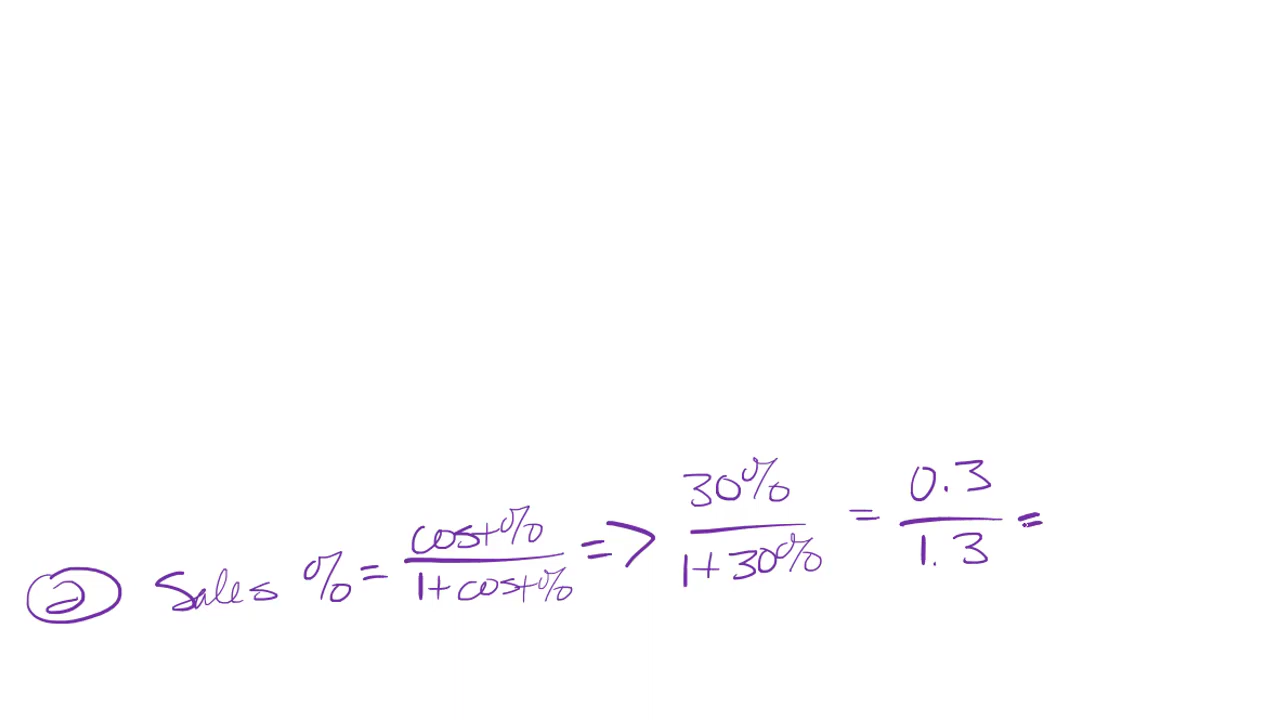 ② Sales % = cost % / 1 + cost % => 30% / 1 + 30% = 0.3 / 1.3 =